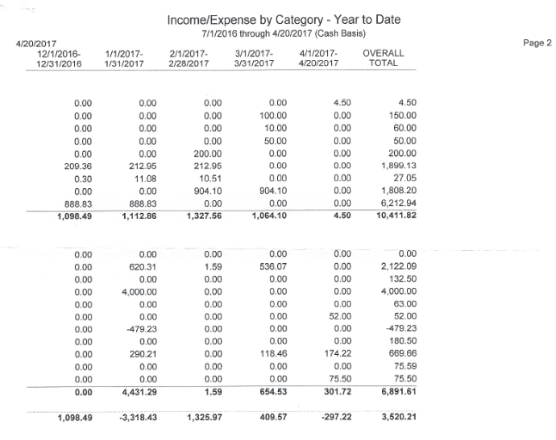 Income/Expense by Category - Year to Date
7/1/2016 through 4/20/2017 (Cash Basis)
Page 2
4/20/2017
12/1/2016- 1/1/2017- 2/1/2017- 3/1/2017- 4/1/2017- OVERALL
12/31/2016 1/31/2017 2/28/2017 3/31/2017 4/20/2017 TOTAL
0.00 0.00 0.00 0.00 4.50 4.50
0.00 0.00 0.00 100.00 0.00 150.00
0.00 0.00 0.00 10.00 0.00 60.00
0.00 0.00 0.00 50.00 0.00 50.00
0.00 0.00 200.00 0.00 0.00 200.00
209.36 212.95 212.95 0.00 0.00 1,899.13
0.30 11.08 10.51 0.00 0.00 27.05
0.00 0.00 904.10 904.10 0.00 1,808.20
888.83 888.83 0.00 0.00 0.00 6,212.94
1,098.49 1,112.86 1,327.56 1,064.10 4.50 10,411.82
0.00 0.00 0.00 0.00 0.00 0.00
0.00 620.31 1.59 536.07 0.00 2,122.09
0.00 0.00 0.00 0.00 0.00 132.50
0.00 4,000.00 0.00 0.00 0.00 4,000.00
0.00 0.00 0.00 0.00 0.00 63.00
0.00 0.00 0.00 0.00 52.00 52.00
0.00 -479.23 0.00 0.00 0.00 -479.23
0.00 0.00 0.00 0.00 0.00 180.50
0.00 290.21 0.00 118.46 174.22 669.66
0.00 0.00 0.00 0.00 0.00 75.59
0.00 0.00 0.00 0.00 75.50 75.50
0.00 4,431.29 1.59 654.53 301.72 6,891.61
1,098.49 -3,318.43 1,325.97 409.57 -297.22 3,520.21